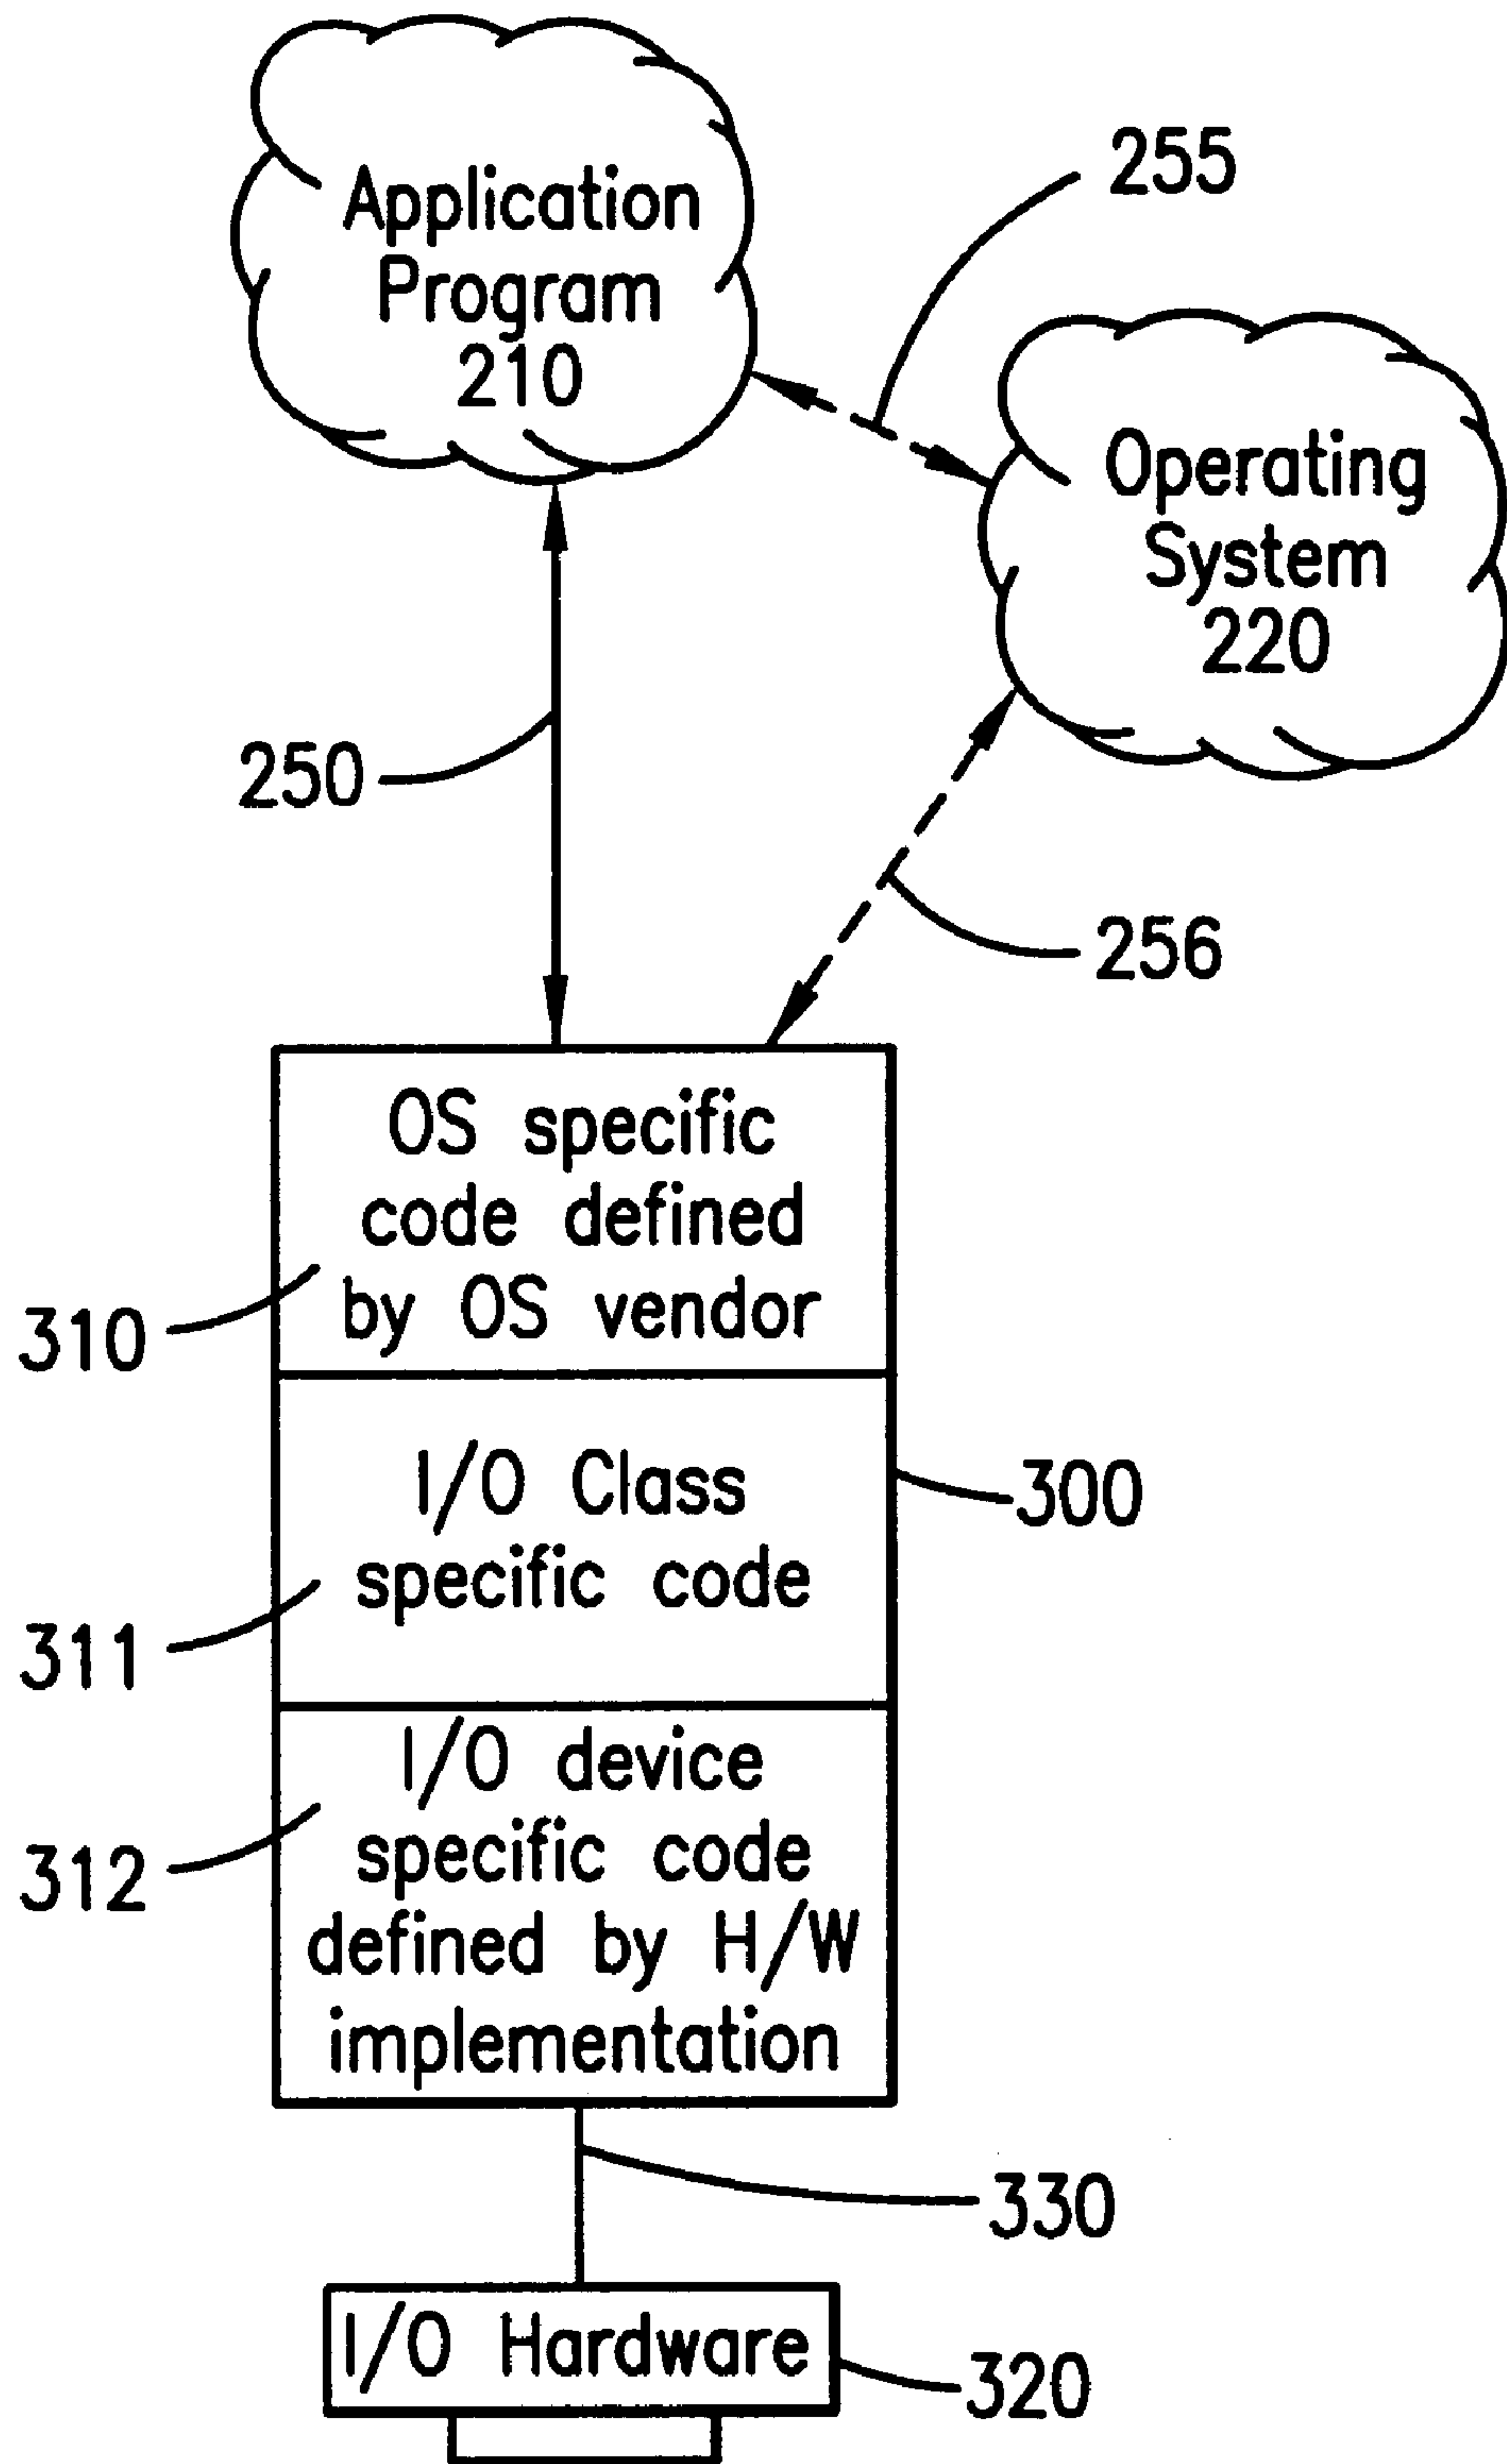 Application
Program
210
255
Operating
System
220
250
256
OS specific
code defined
by OS vendor
310
I/O Class
specific code
300
311
I/O device
specific code
defined by H/W
implementation
312
330
I/O Hardware
320